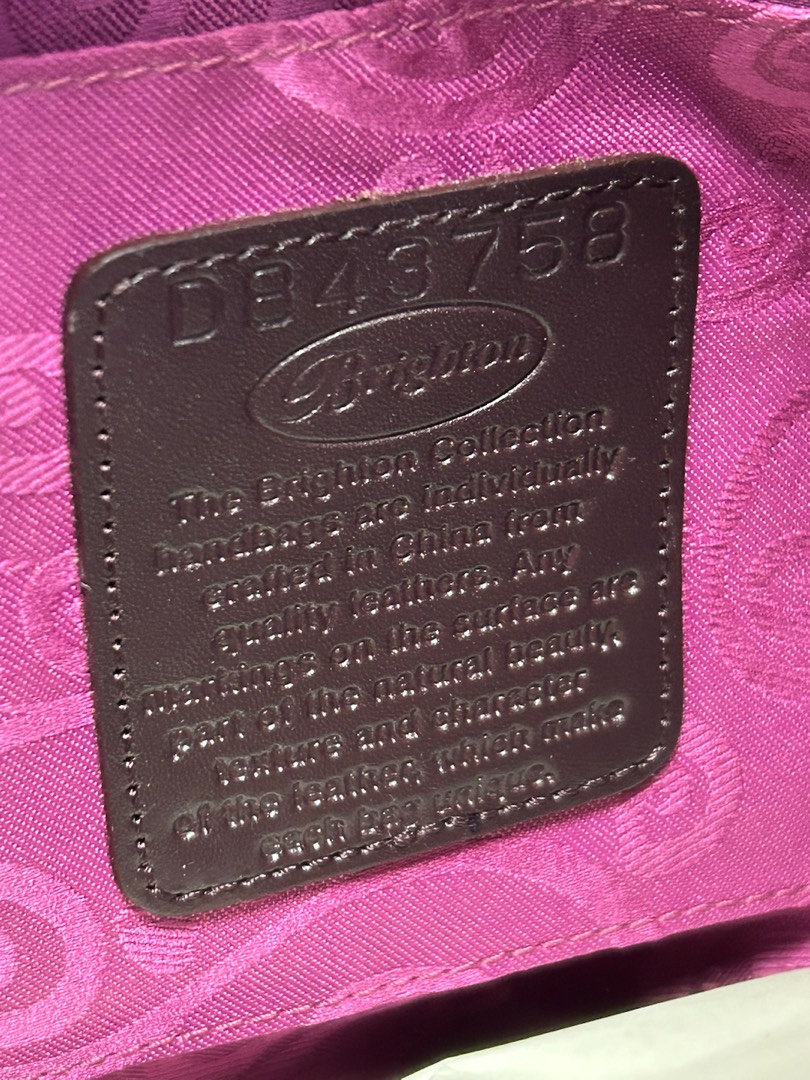 D843758
Brighton
The Brighton Collection
handbags are individually
crafted in China from
quality leathers. Any
markings on the surface are
part of the natural beauty,
texture and character
of the leather, which make
each bag unique.